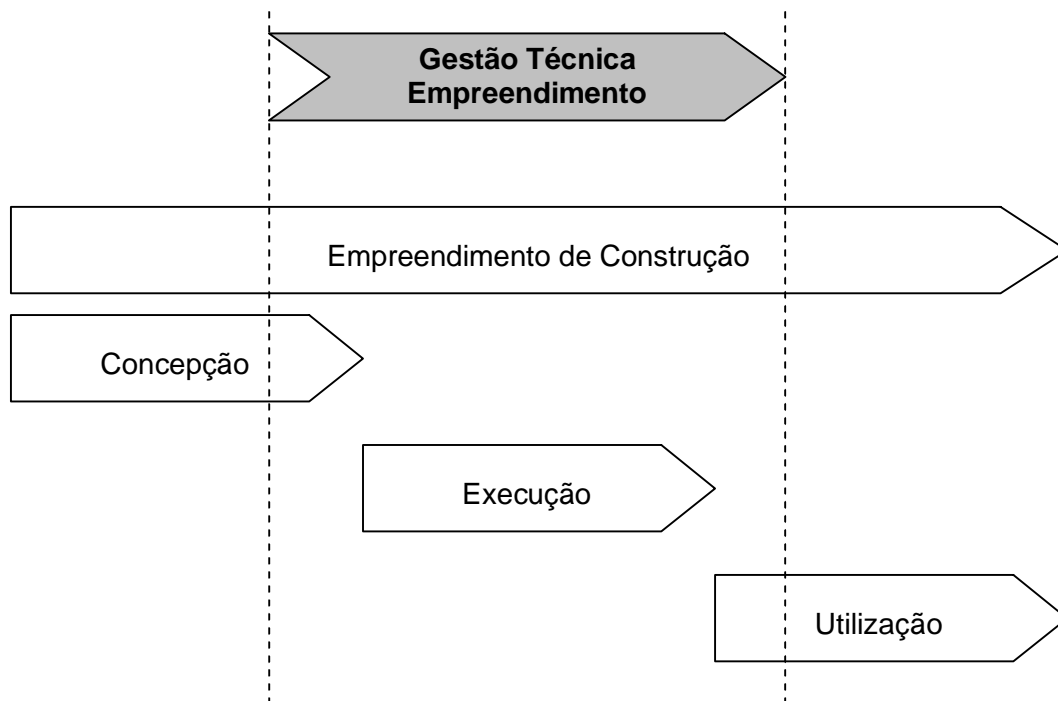 Gestão Técnica
Empreendimento
Empreendimento de Construção
Concepção
Execução
Utilização